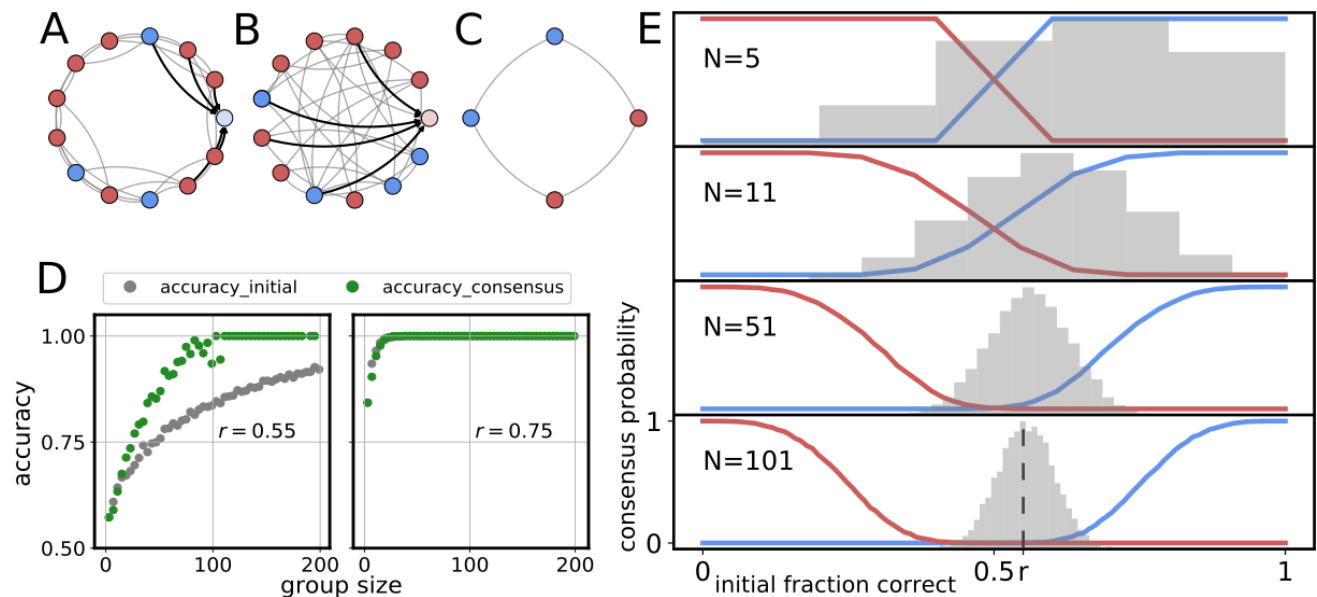 A
B
C
D
accuracy_initial
accuracy_consensus
accuracy
1.00
0.75
0.50
r = 0.55
r = 0.75
0
100
200
0
100
200
group size
E
N=5
N=11
N=51
N=101
consensus probability
1
0
0
0.5
r
1
initial fraction correct